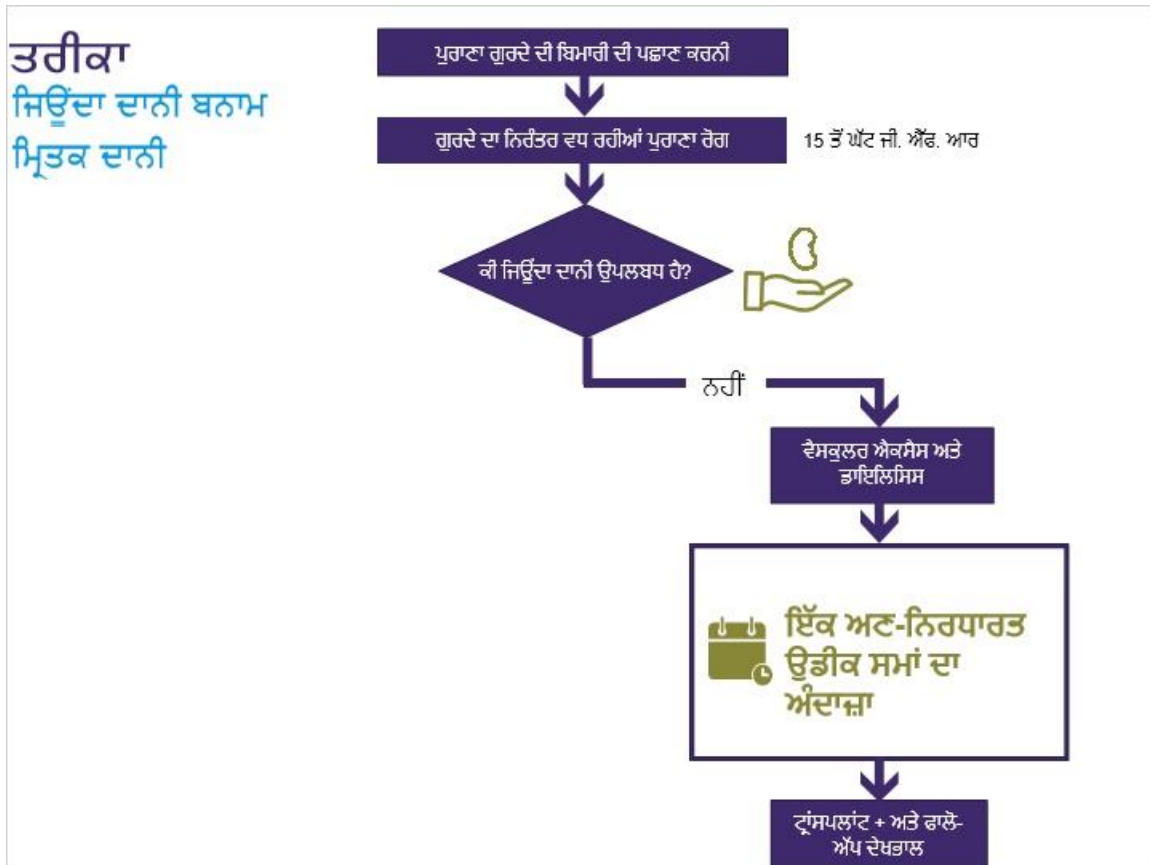 ਤਰੀਕਾ
ਜਿਊਂਦਾ ਦਾਨੀ ਬਨਾਮ
ਮ੍ਰਿਤਕ ਦਾਨੀ
ਪੁਰਾਣਾ ਗੁਰਦੇ ਦੀ ਬਿਮਾਰੀ ਦੀ ਪਛਾਣ ਕਰਨੀ
ਗੁਰਦੇ ਦਾ ਨਿਰੰਤਰ ਵਧ ਰਹੀਆਂ ਪੁਰਾਣਾ ਰੋਗ
15 ਤੋਂ ਘੱਟ ਜੀ. ਐੱਫ. ਆਰ
ਕੀ ਜਿਊਂਦਾ ਦਾਨੀ ਉਪਲਬਧ ਹੈ?
ਨਹੀਂ
ਵੈਸਕੁਲਰ ਐਕਸੈਸ ਅਤੇ
ਡਾਇਲਿਸਿਸ
ਇੱਕ ਅਣ-ਨਿਰਧਾਰਤ
ਉਡੀਕ ਸਮਾਂ ਦਾ
ਅੰਦਾਜ਼ਾ
ਟ੍ਰਾਂਸਪਲਾਂਟ + ਅਤੇ ਫਾਲੋ-
ਅੱਪ ਦੇਖਭਾਲ